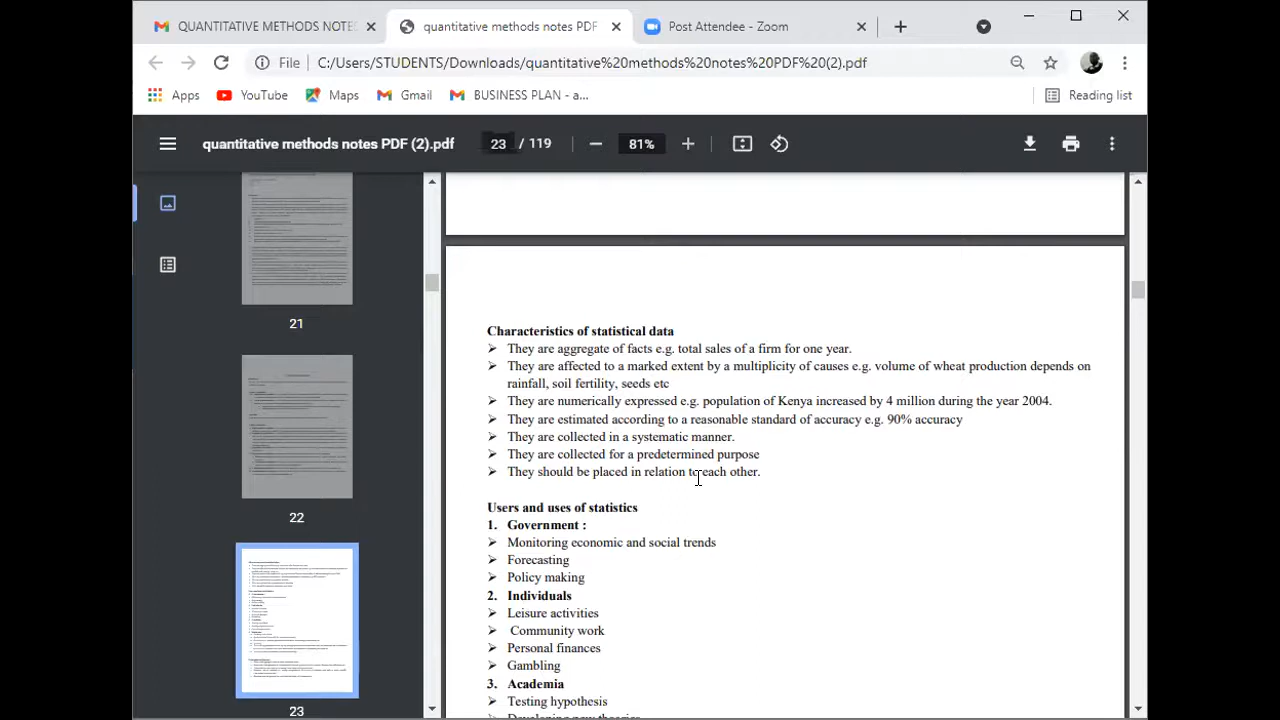 QUANTITATIVE METHODS NOTES
quantitative methods notes PDF
Post Attendee - Zoom
File
C:/Users/STUDENTS/Downloads/quantitative%20methods%20notes%20PDF%20(2).pdf
Apps
YouTube
Maps
Gmail
BUSINESS PLAN - a...
Reading list
quantitative methods notes PDF (2).pdf
23 / 119
81%
21
22
23
Characteristics of statistical data
They are aggregate of facts e.g. total sales of a firm for one year.
They are affected to a marked extent by a multiplicity of causes e.g. volume of wheat production depends on
rainfall, soil fertility, seeds etc
They are numerically expressed e.g. population of Kenya increased by 4 million during the year 2004.
They are estimated according to a reasonable standard of accuracy e.g. 90% accuracy
They are collected in a systematic manner.
They are collected for a predetermined purpose
They should be placed in relation to each other.
Users and uses of statistics
1. Government :
Monitoring economic and social trends
Forecasting
Policy making
2. Individuals
Leisure activities
Community work
Personal finances
Gambling
3. Academia
Testing hypothesis
Developing new theories